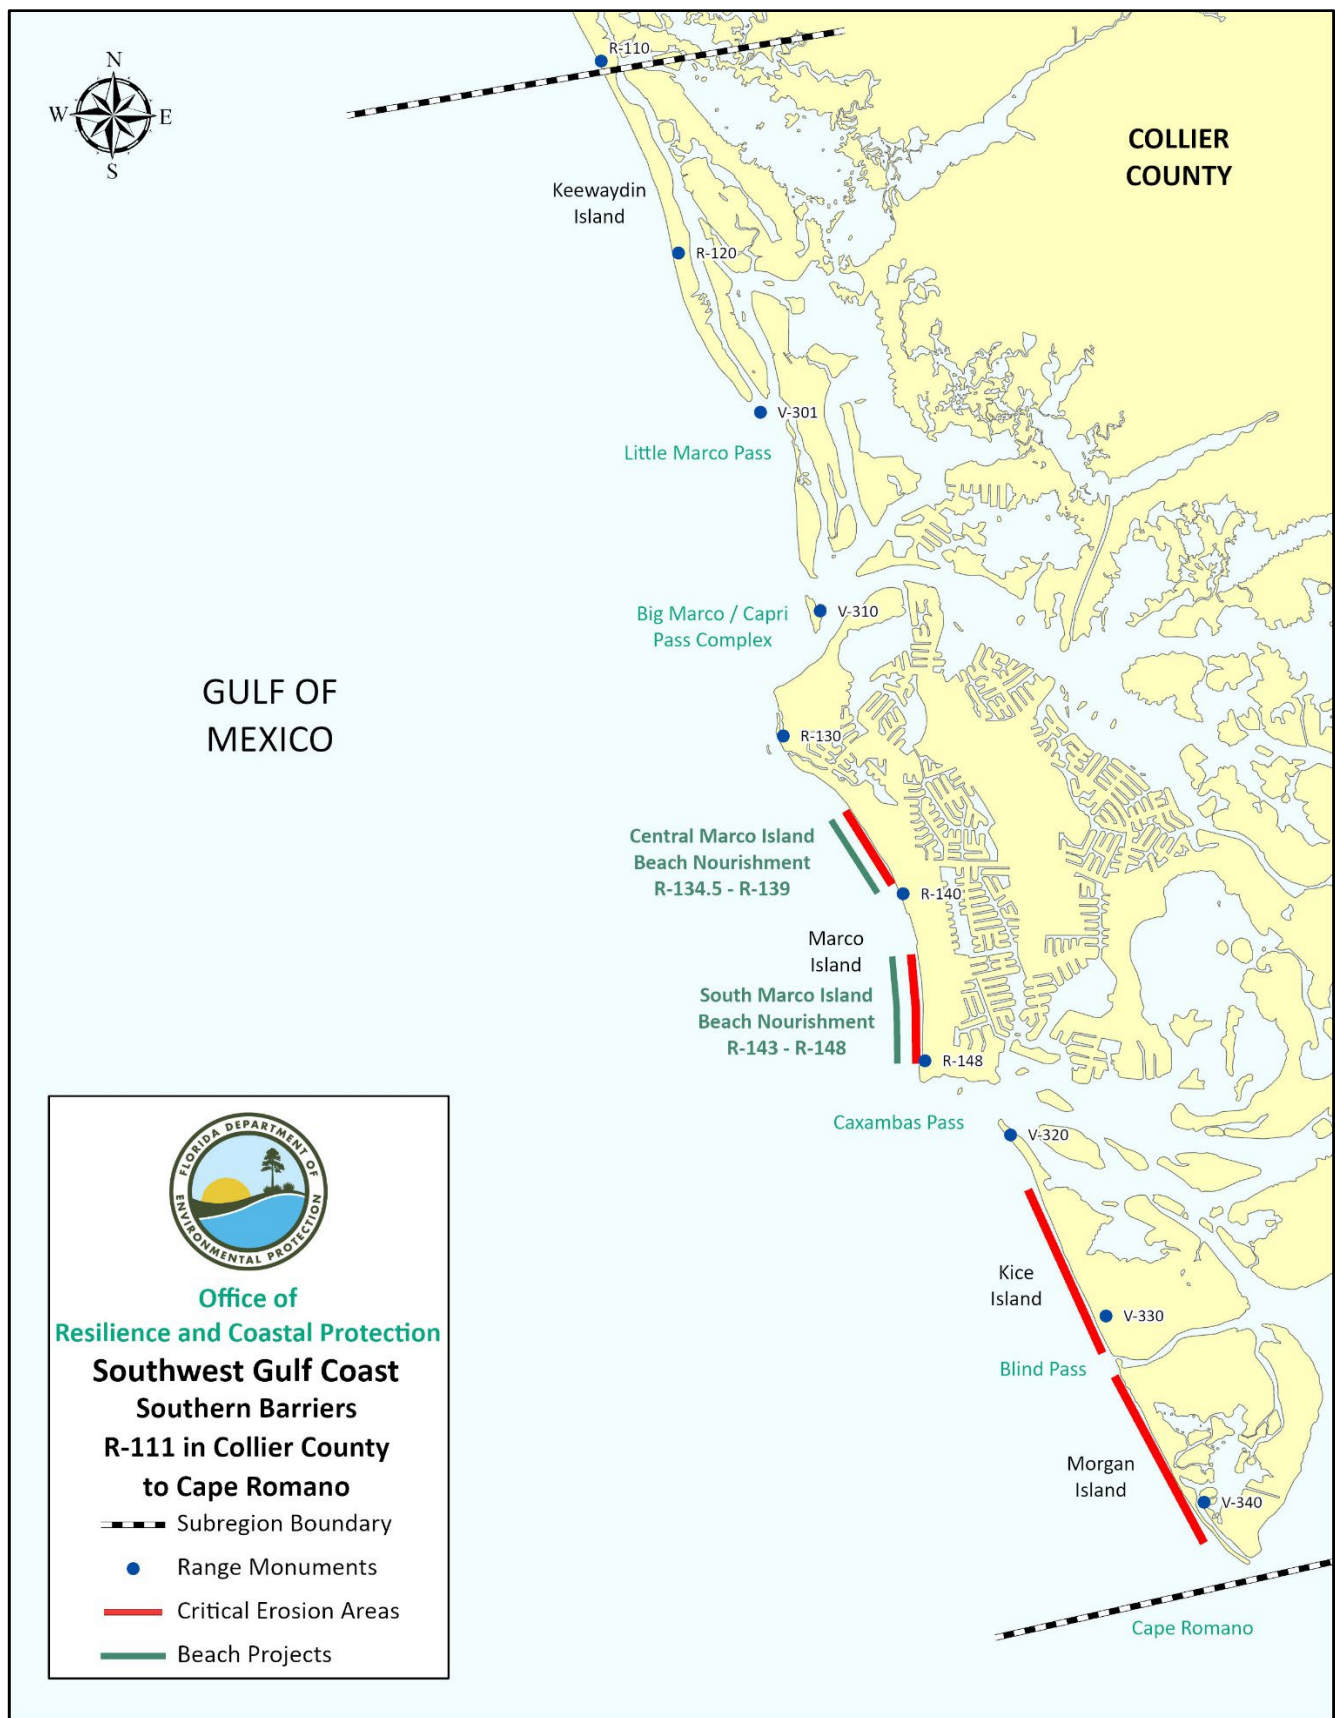 N
W
E
S
R-110
COLLIER
COUNTY
Keewaydin
Island
R-120
V-301
Little Marco Pass
Big Marco / Capri
Pass Complex
V-310
GULF OF
MEXICO
R-130
Central Marco Island
Beach Nourishment
R-134.5 - R-139
R-140
Marco
Island
South Marco Island
Beach Nourishment
R-143 - R-148
R-148
Caxambas Pass
V-320
Kice
Island
V-330
Blind Pass
Morgan
Island
V-340
Cape Romano
FLORIDA DEPARTMENT OF
ENVIRONMENTAL PROTECTION
Office of
Resilience and Coastal Protection
Southwest Gulf Coast
Southern Barriers
R-111 in Collier County
to Cape Romano
Subregion Boundary
Range Monuments
Critical Erosion Areas
Beach Projects